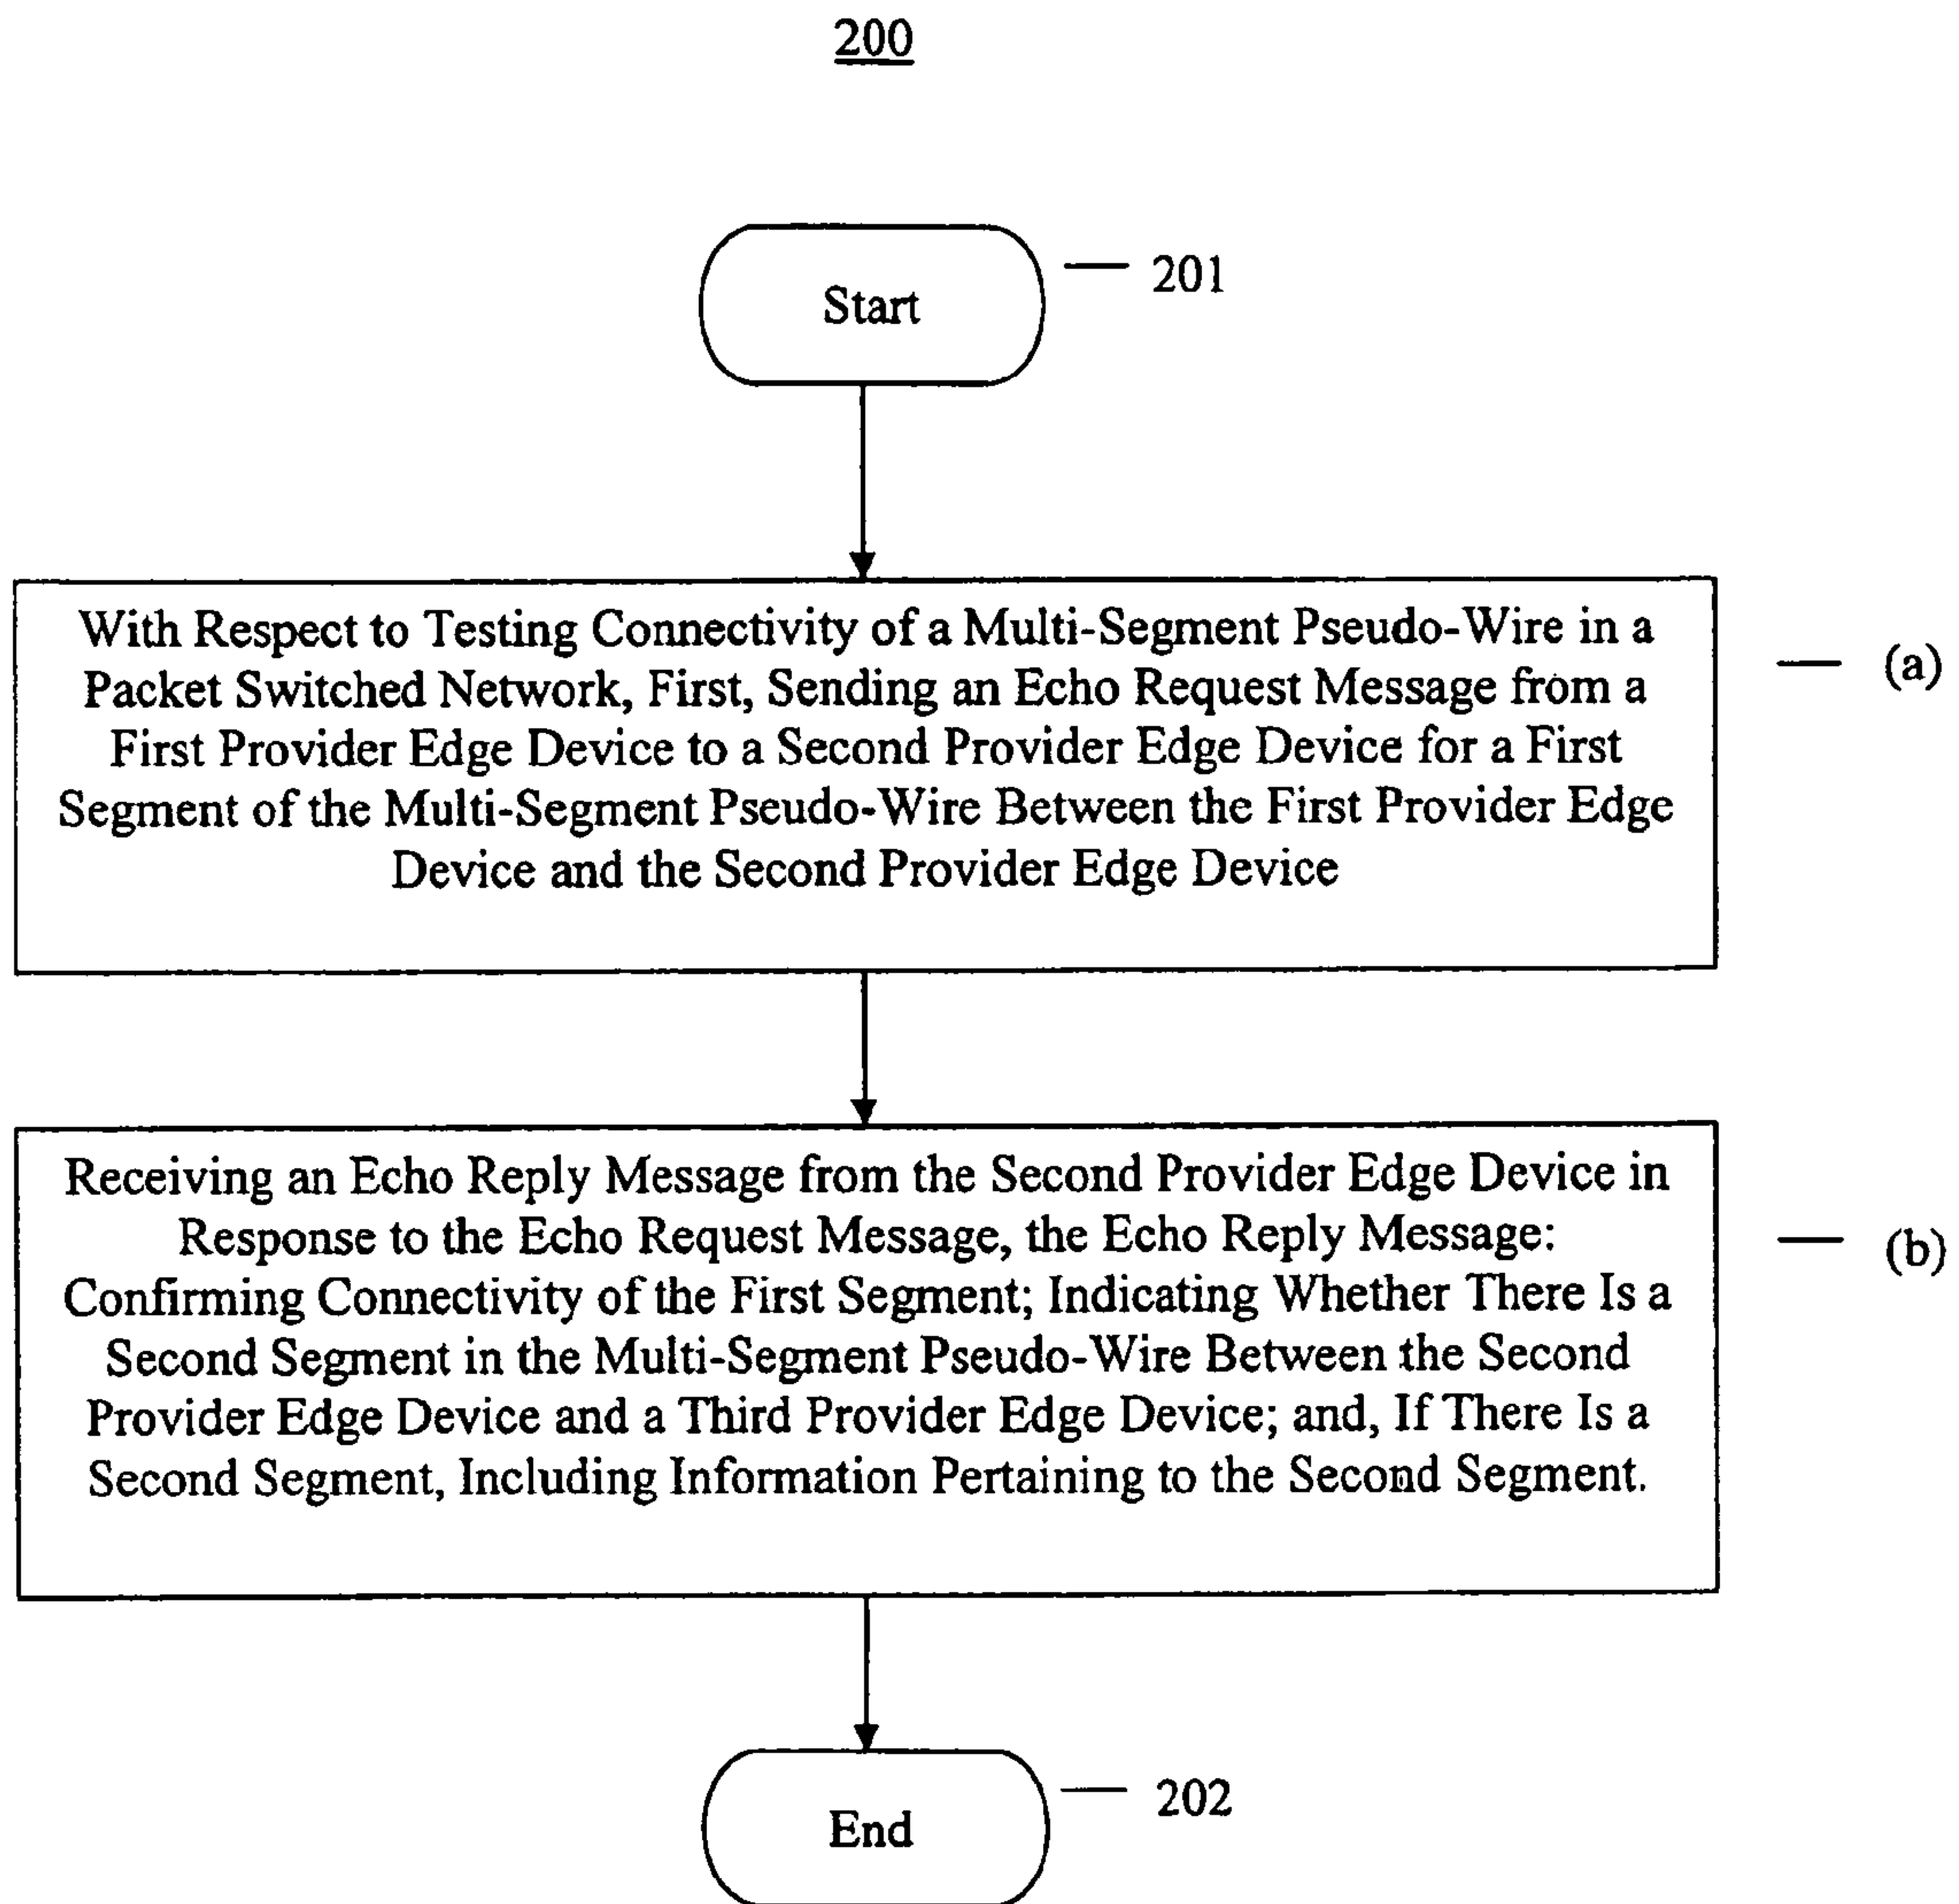 200
Start
201
With Respect to Testing Connectivity of a Multi-Segment Pseudo-Wire in a
Packet Switched Network, First, Sending an Echo Request Message from a
First Provider Edge Device to a Second Provider Edge Device for a First
Segment of the Multi-Segment Pseudo-Wire Between the First Provider Edge
Device and the Second Provider Edge Device
(a)
Receiving an Echo Reply Message from the Second Provider Edge Device in
Response to the Echo Request Message, the Echo Reply Message:
Confirming Connectivity of the First Segment; Indicating Whether There Is a
Second Segment in the Multi-Segment Pseudo-Wire Between the Second
Provider Edge Device and a Third Provider Edge Device; and, If There Is a
Second Segment, Including Information Pertaining to the Second Segment.
(b)
End
202